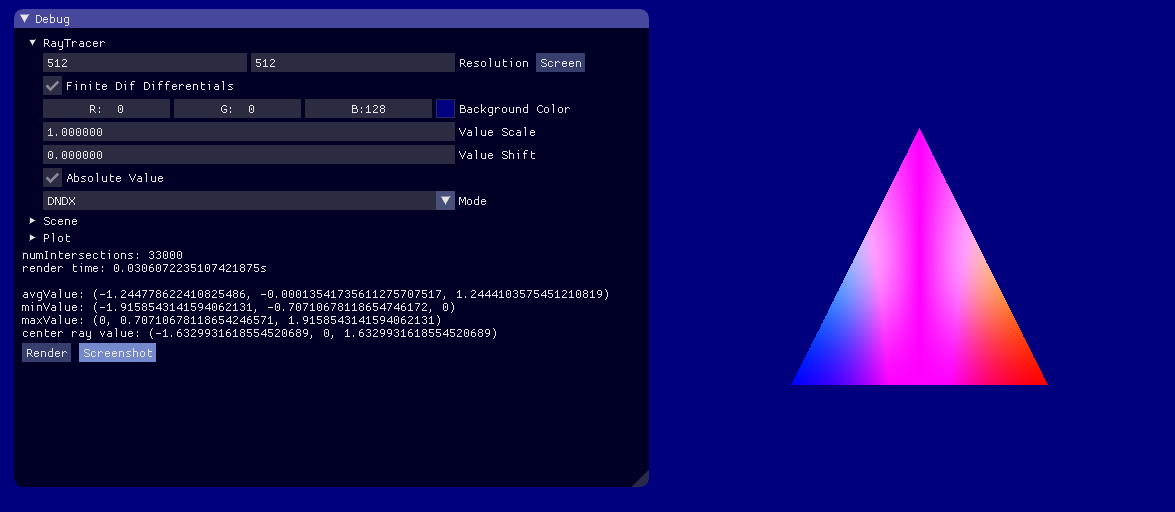 Debug
RayTracer
512 512 Resolution Screen
Finite Dif Differentials
R: 0 G: 0 B:128 Background Color
1.000000 Value Scale
0.000000 Value Shift
Absolute Value
DNDX Mode
Scene
Plot
numIntersections: 33000
render time: 0.0306072235107421875s
avgValue: (-1.244778622410825486, -0.00013541735611275707517, 1.2444103575451210819)
minValue: (-1.9158543141594062131, -0.70710678118654746172, 0)
maxValue: (0, 0.70710678118654246571, 1.9158543141594062131)
center ray value: (-1.6329931618554520689, 0, 1.6329931618554520689)
Render Screenshot